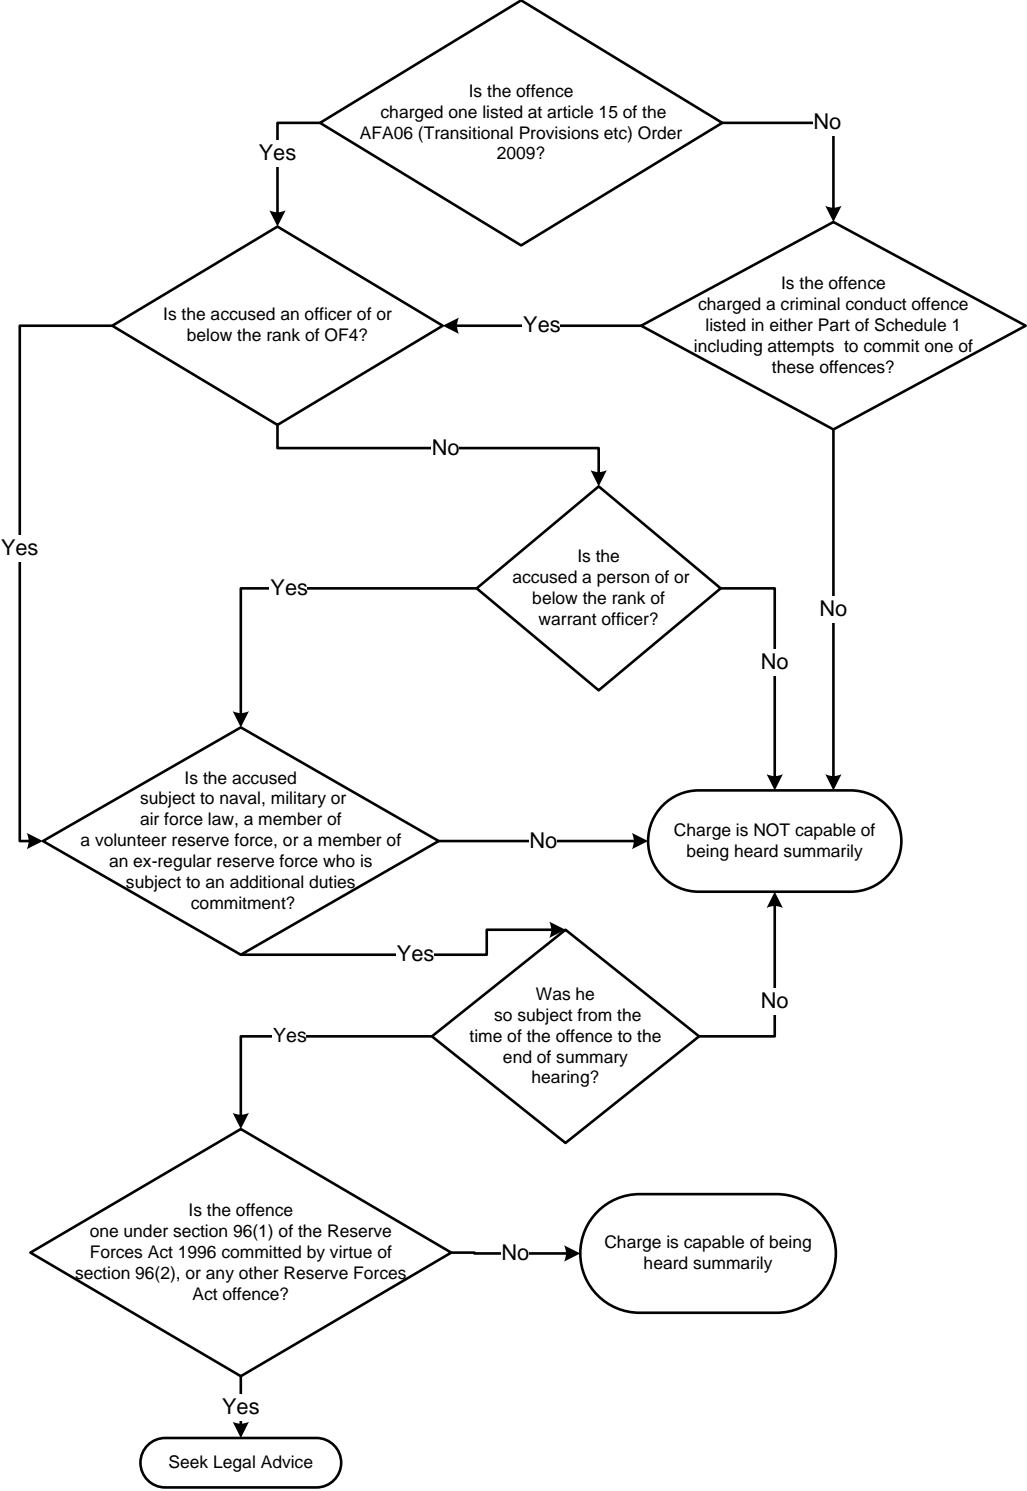 Is the offence
charged one listed at article 15 of the
AFA06 (Transitional Provisions etc) Order
2009?
No
Yes
Is the offence
charged a criminal conduct offence
listed in either Part of Schedule 1
including attempts to commit one of
these offences?
Is the accused an officer of or
below the rank of OF4?
Yes
No
Yes
Is the
accused a person of or
below the rank of
warrant officer?
Yes
No
No
Is the accused
subject to naval, military or
air force law, a member of
a volunteer reserve force, or a member of
an ex-regular reserve force who is
subject to an additional duties
commitment?
No
Charge is NOT capable of
being heard summarily
Yes
Was he
so subject from the
time of the offence to the
end of summary
hearing?
No
Yes
Is the offence
one under section 96(1) of the Reserve
Forces Act 1996 committed by virtue of
section 96(2), or any other Reserve Forces
Act offence?
No
Charge is capable of being
heard summarily
Yes
Seek Legal Advice